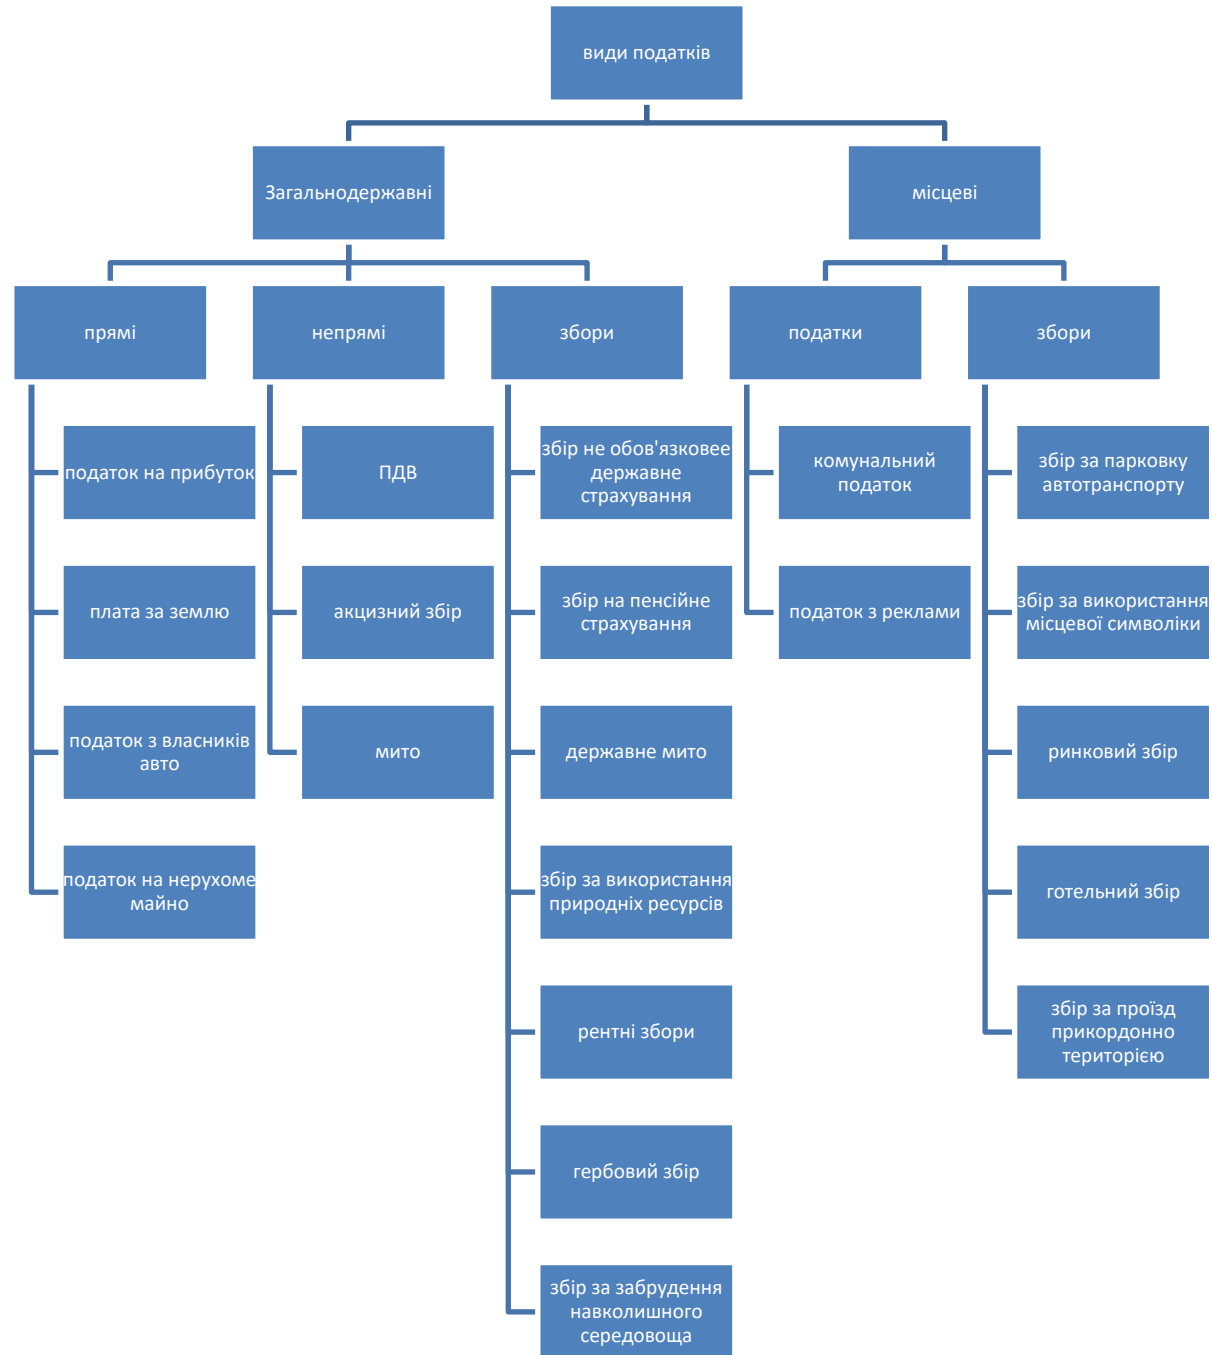 види податків
Загальнодержавні
місцеві
прямі
непрямі
збори
податки
збори
податок на прибуток
плата за землю
податок з власників
авто
податок на нерухоме
майно
ПДВ
акцизний збір
мито
збір не обов'язковее
державне
страхування
збір на пенсійне
страхування
державне мито
збір за використання
природніх ресурсів
рентні збори
гербовий збір
збір за забрудення
навколишного
середовоща
комунальний
податок
податок з реклами
збір за парковку
автотранспорту
збір за використання
місцевої символіки
ринковий збір
готельний збір
збір за проїзд
прикордонно
територією